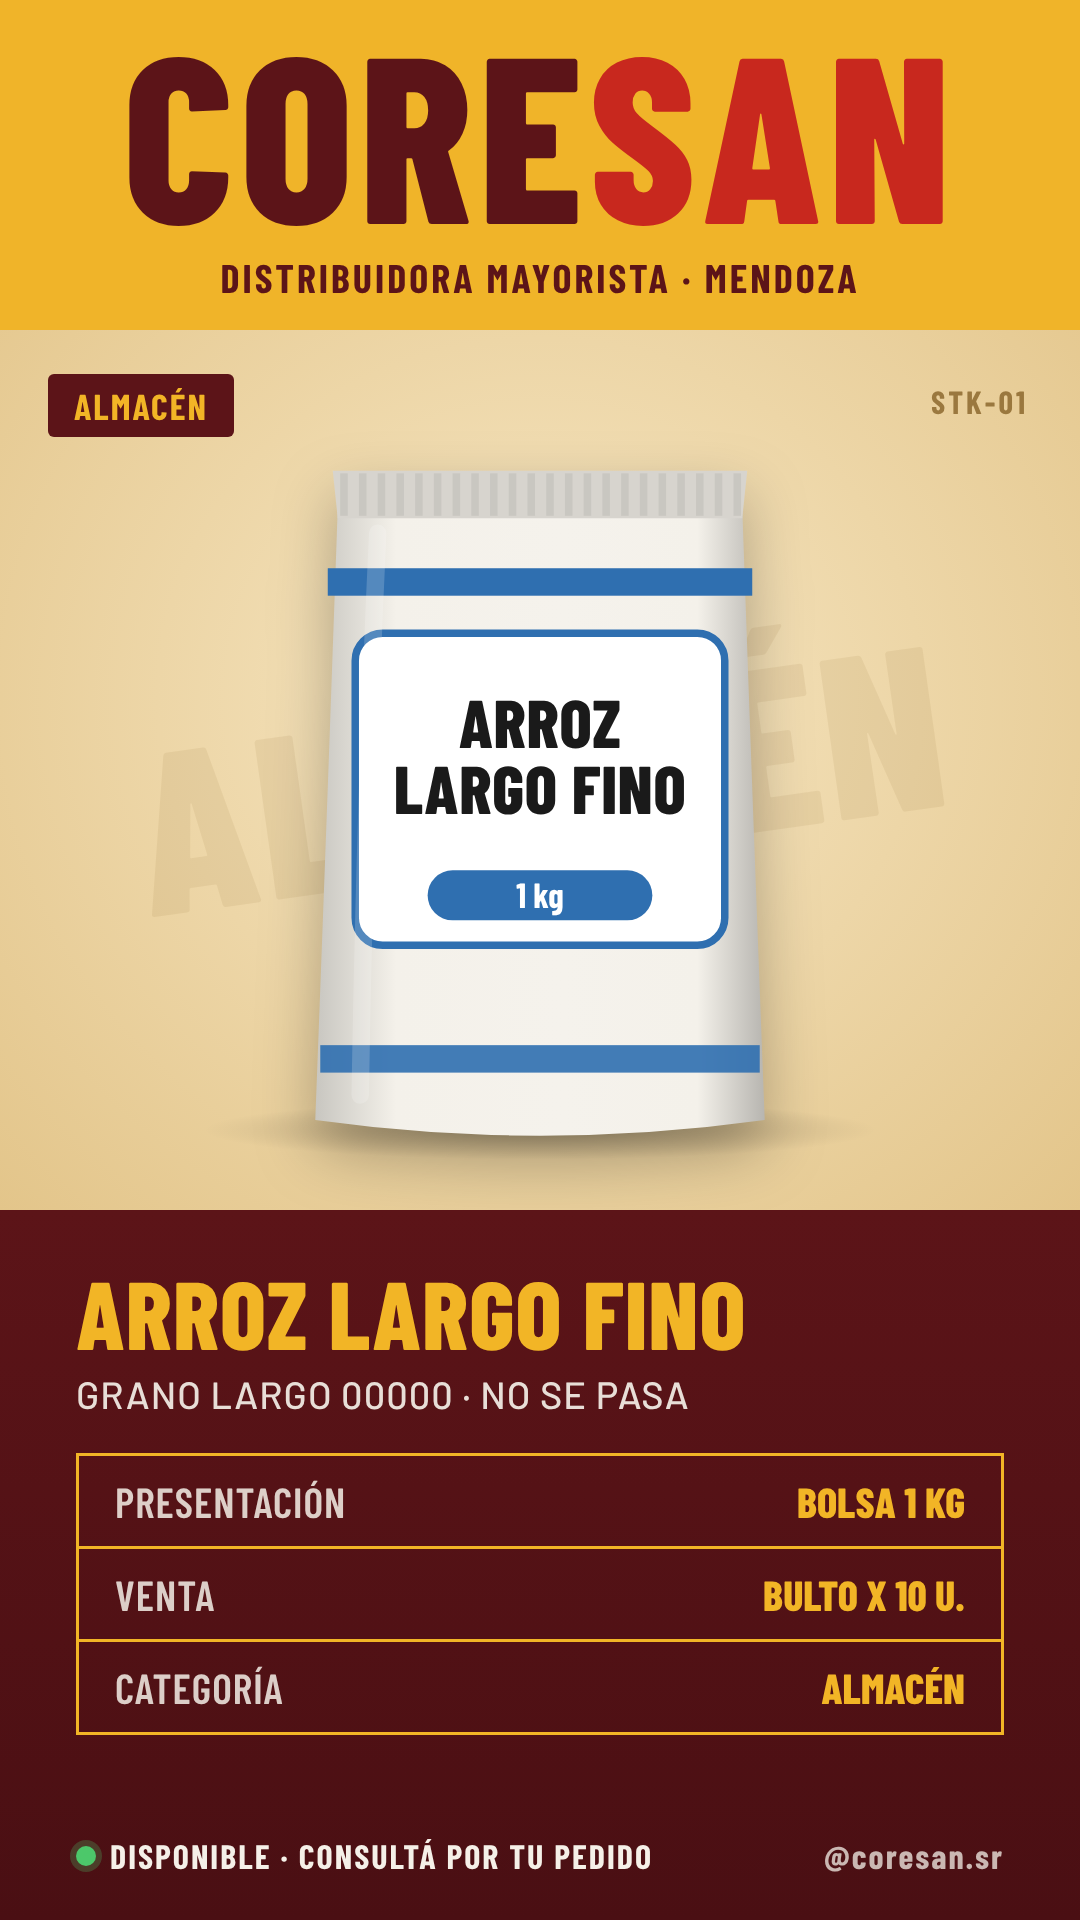 CORESAN
DISTRIBUIDORA MAYORISTA · MENDOZA
ALMACÉN
STK-01
ARROZ
LARGO FINO
1 kg
ARROZ LARGO FINO
GRANO LARGO 00000 · NO SE PASA
PRESENTACIÓN BOLSA 1 KG
VENTA BULTO X 10 U.
CATEGORÍA ALMACÉN
DISPONIBLE · CONSULTÁ POR TU PEDIDO @coresan.sr